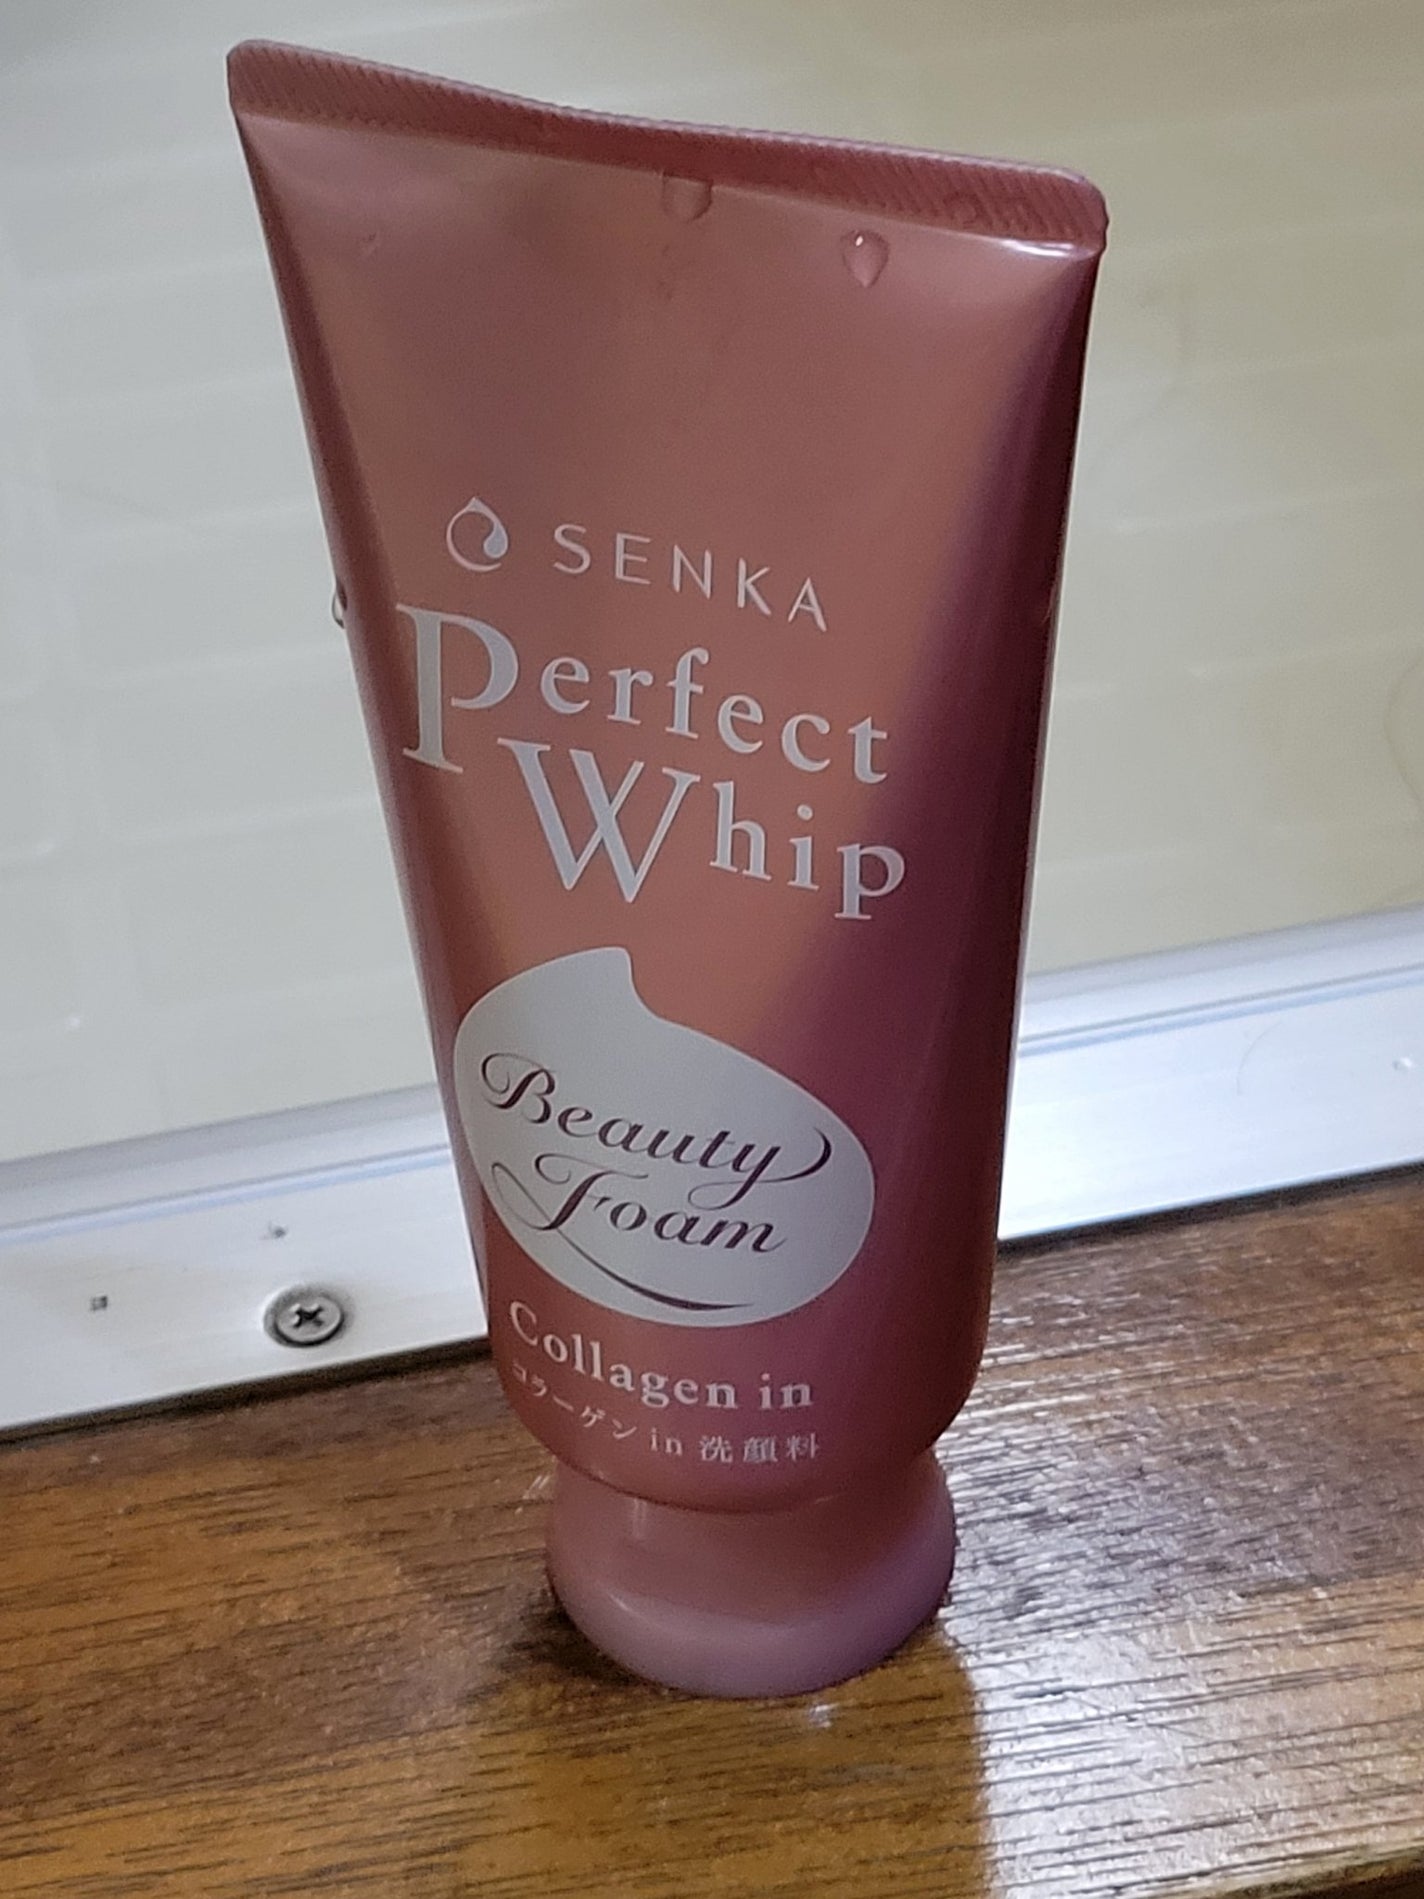 SENKA
Perfect
Whip
Beauty
Foam
Collagen in
コラーゲン in 洗顔料